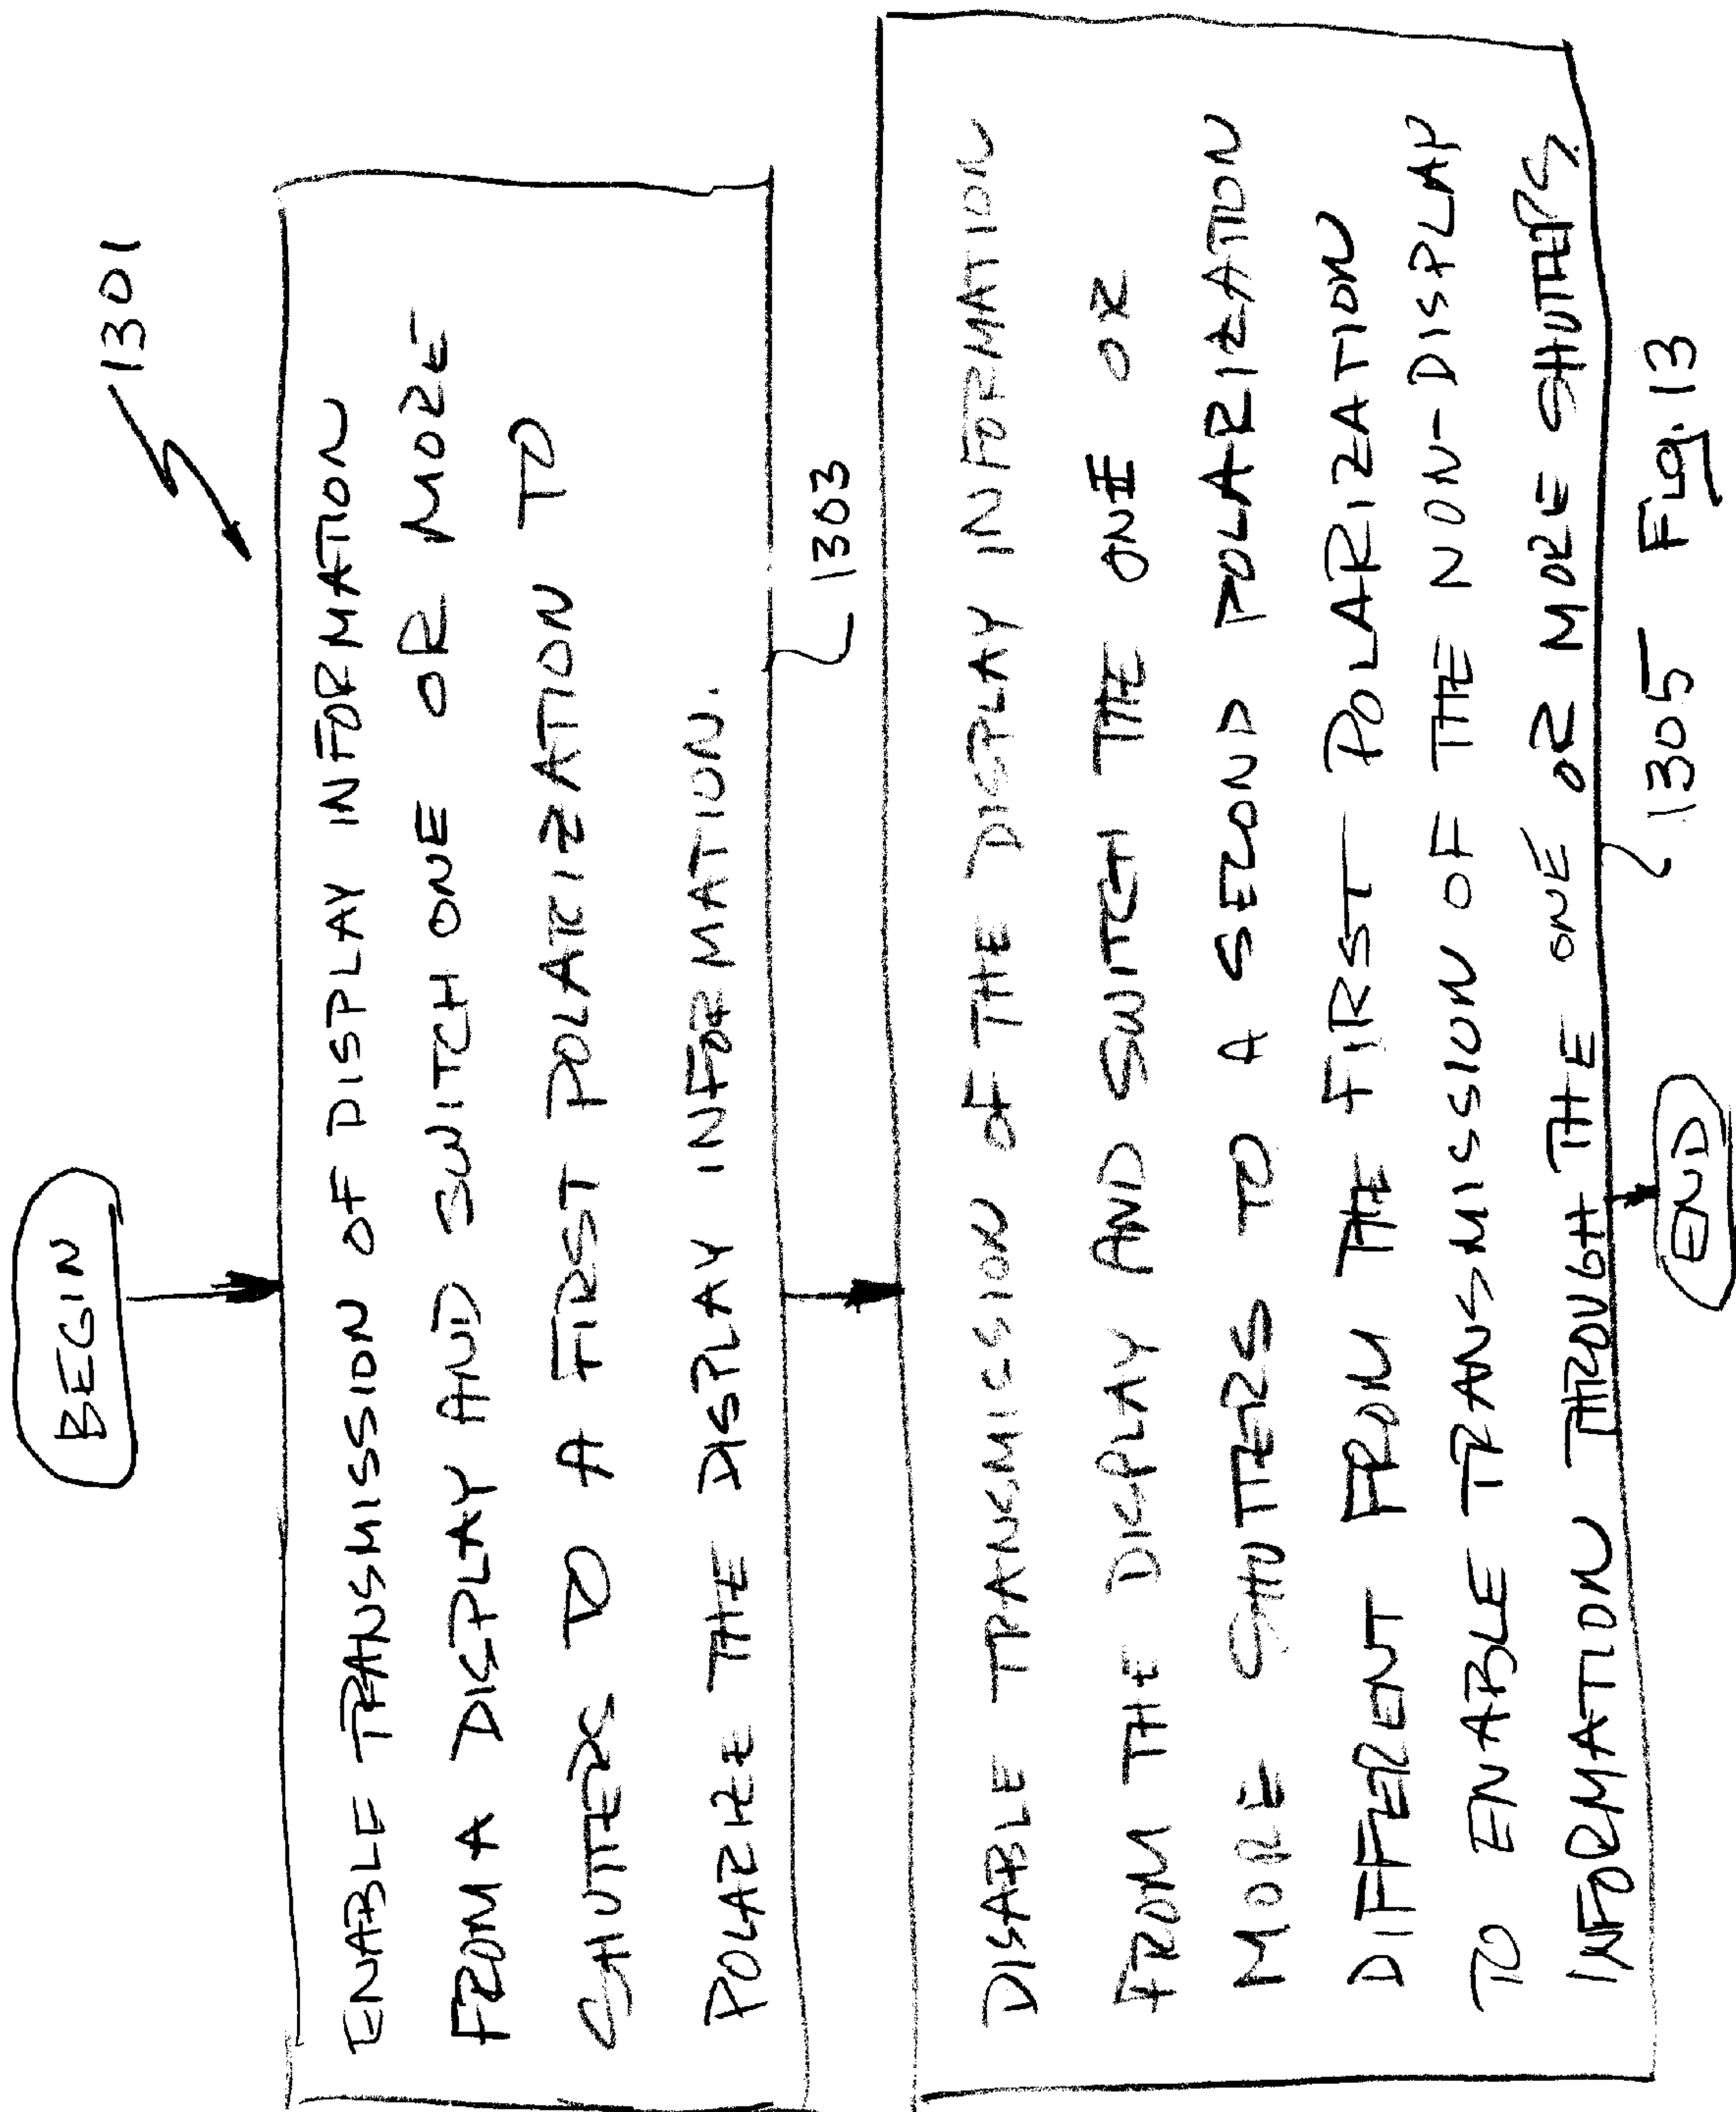 1301
BEGIN
ENABLE TRANSMISSION OF DISPLAY INFORMATION
FROM A DISPLAY AND SWITCH ONE OR MORE
SHUTTERS TO A FIRST POLARIZATION TO
POLARIZE THE DISPLAY INFORMATION.
1303
DISABLE TRANSMISSION OF THE DISPLAY INFORMATION
FROM THE DISPLAY AND SWITCH THE ONE OR
MORE SHUTTERS TO A SECOND POLARIZATION
DIFFERENT FROM THE FIRST POLARIZATION
TO ENABLE TRANSMISSION OF THE NON-DISPLAY
INFORMATION THROUGH THE ONE OR MORE SHUTTERS.
1305
END
Fig. 13